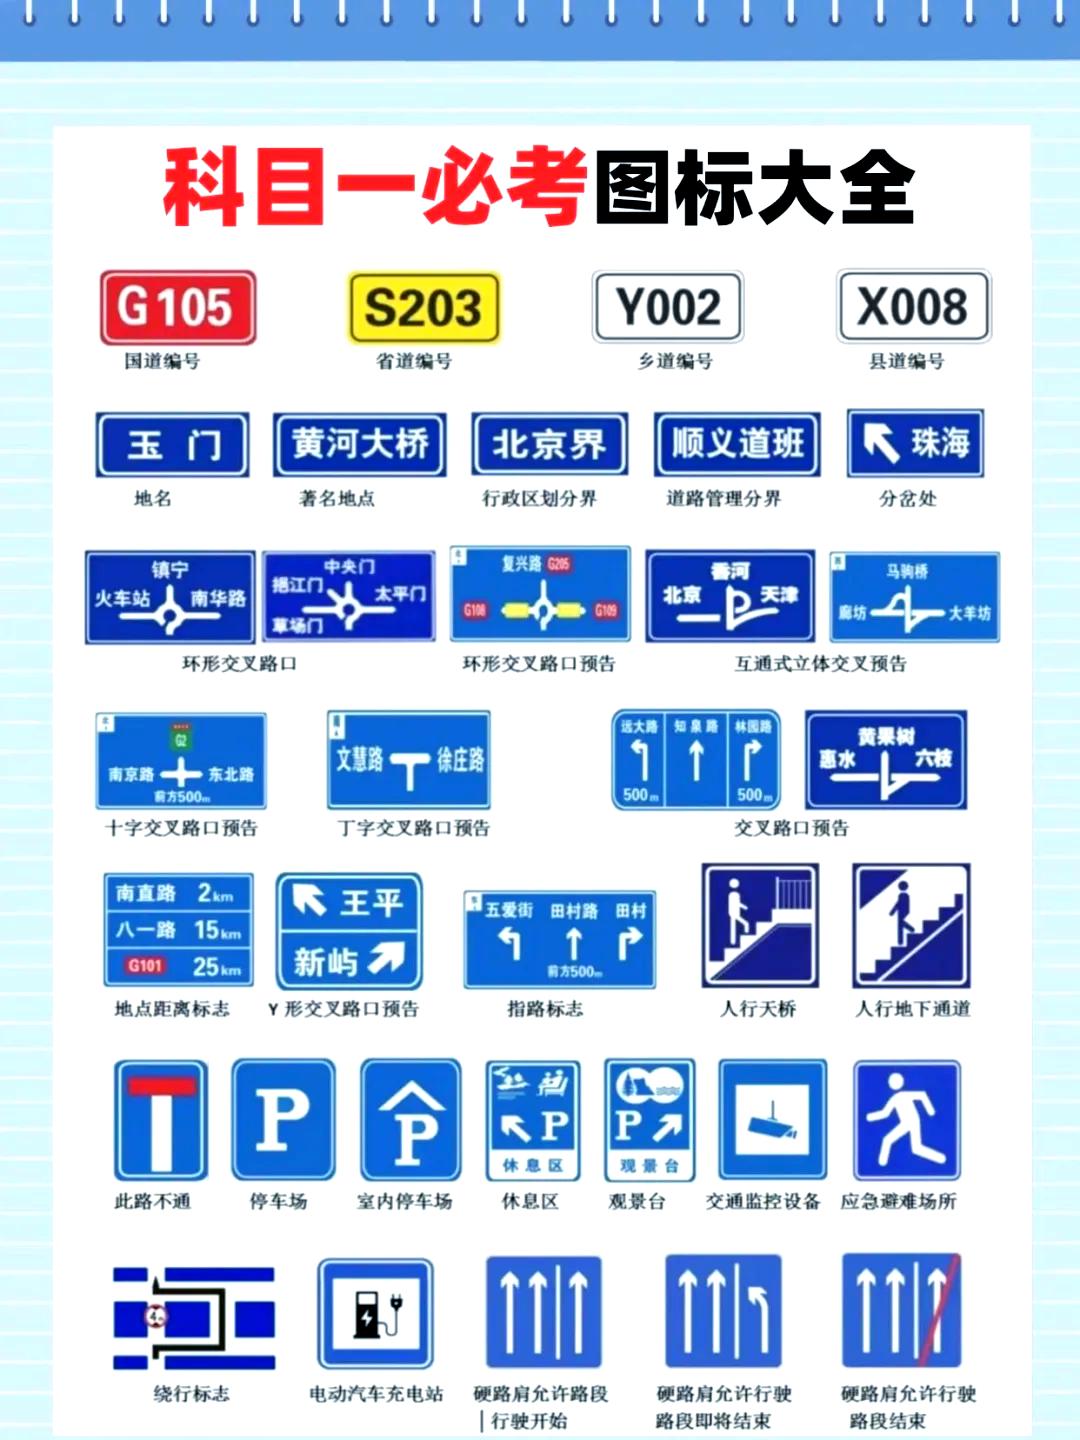 科目一必考图标大全
G105 S203 Y002 X008
国道编号 省道编号 乡道编号 县道编号
玉门 黄河大桥 北京界 顺义道班 珠海
地名 著名地点 行政区划分界 道路管理分界 分岔处
镇宁
火车站 南华路
中央门
挹江门 太平门
草场门
北
复兴路 G205
G108 G109
香河
北京 天津
马驹桥
廊坊 大羊坊
环形交叉路口 环形交叉路口预告 互通式立体交叉预告
北
G2
南京路 东北路
前方500m
文慧路 徐庄路
远大路 知泉路 林园路
500m 500m
黄果树
惠水 六枝
十字交叉路口预告 丁字交叉路口预告 交叉路口预告
南直路 2km
八一路 15km
G101 25km
王平
新屿
五爱街 田村路 田村
前方500m
地点距离标志 Y形交叉路口预告 指路标志 人行天桥 人行地下通道
P P P P
休息区 观景台
此路不通 停车场 室内停车场 休息区 观景台 交通监控设备 应急避难场所
绕行标志 电动汽车充电站 硬路肩允许路段 硬路肩允许行驶 硬路肩允许行驶
行驶开始 路段即将结束 路段结束